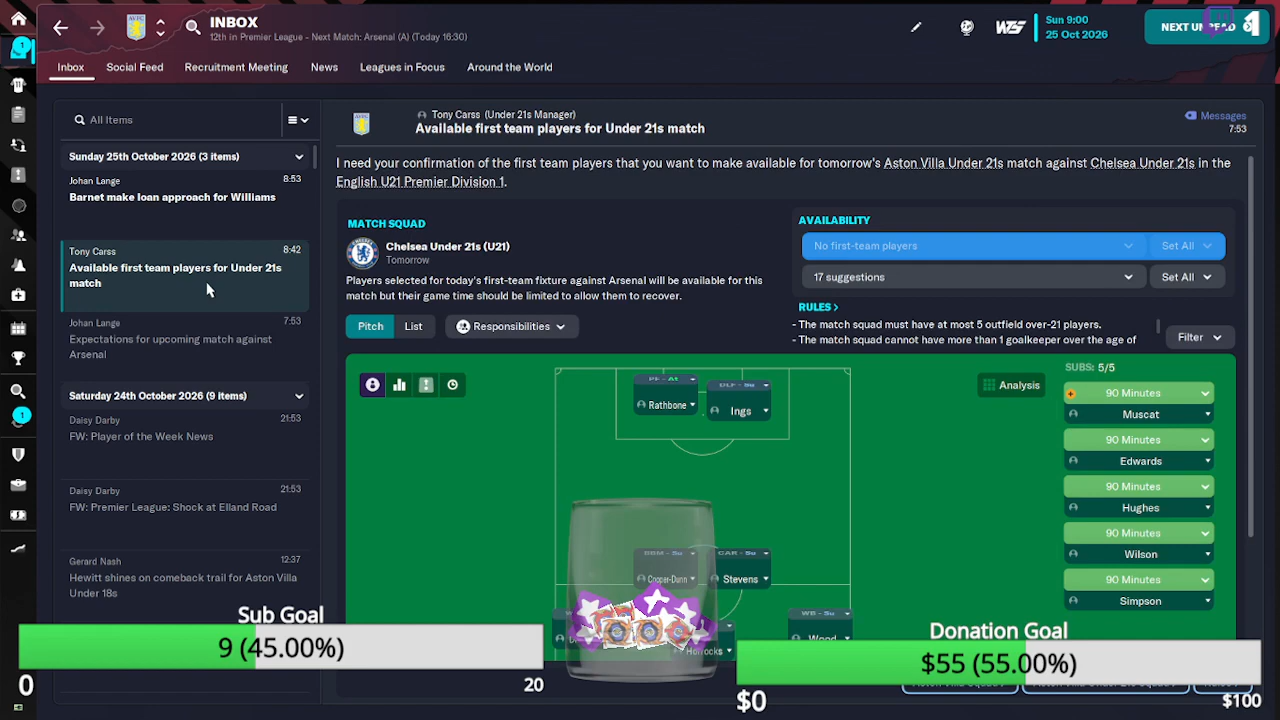 INBOX
12th in Premier League - Next Match: Arsenal (A) (Today 16:30)
Sun 9:00
25 Oct 2026
Inbox
Social Feed
Recruitment Meeting
News
Leagues in Focus
Around the World
All Items
Sunday 25th October 2026 (3 items)
Johan Lange
8:53
Barnet make loan approach for Williams
Tony Carss
8:42
Available first team players for Under 21s
match
Johan Lange
7:53
Expectations for upcoming match against
Arsenal
Saturday 24th October 2026 (9 items)
Daisy Darby
21:53
FW: Player of the Week News
Daisy Darby
21:53
FW: Premier League: Shock at Elland Road
Gerard Nash
12:37
Hewitt shines on comeback trail for Aston Villa
Under 18s
Tony Carss (Under 21s Manager)
Available first team players for Under 21s match
Messages
7:53
I need your confirmation of the first team players that you want to make available for tomorrow's Aston Villa Under 21s match against Chelsea Under 21s in the
English U21 Premier Division 1.
MATCH SQUAD
Chelsea Under 21s (U21)
Tomorrow
Players selected for today's first-team fixture against Arsenal will be available for this
match but their game time should be limited to allow them to recover.
AVAILABILITY
No first-team players
Set All
17 suggestions
Set All
RULES >
- The match squad must have at most 5 outfield over-21 players.
- The match squad cannot have more than 1 goalkeeper over the age of
Filter
Pitch
List
Responsibilities
Analysis
SUBS: 5/5
90 Minutes
Muscat
90 Minutes
Edwards
90 Minutes
Hughes
90 Minutes
Wilson
90 Minutes
Simpson
Rathbone
Ings
BBM - Su
Cooper-Dunn
CAR - Su
Stevens
WB - Su
Wood
Horrocks
Sub Goal
9 (45.00%)
0
20
Donation Goal
$55 (55.00%)
$0
$100